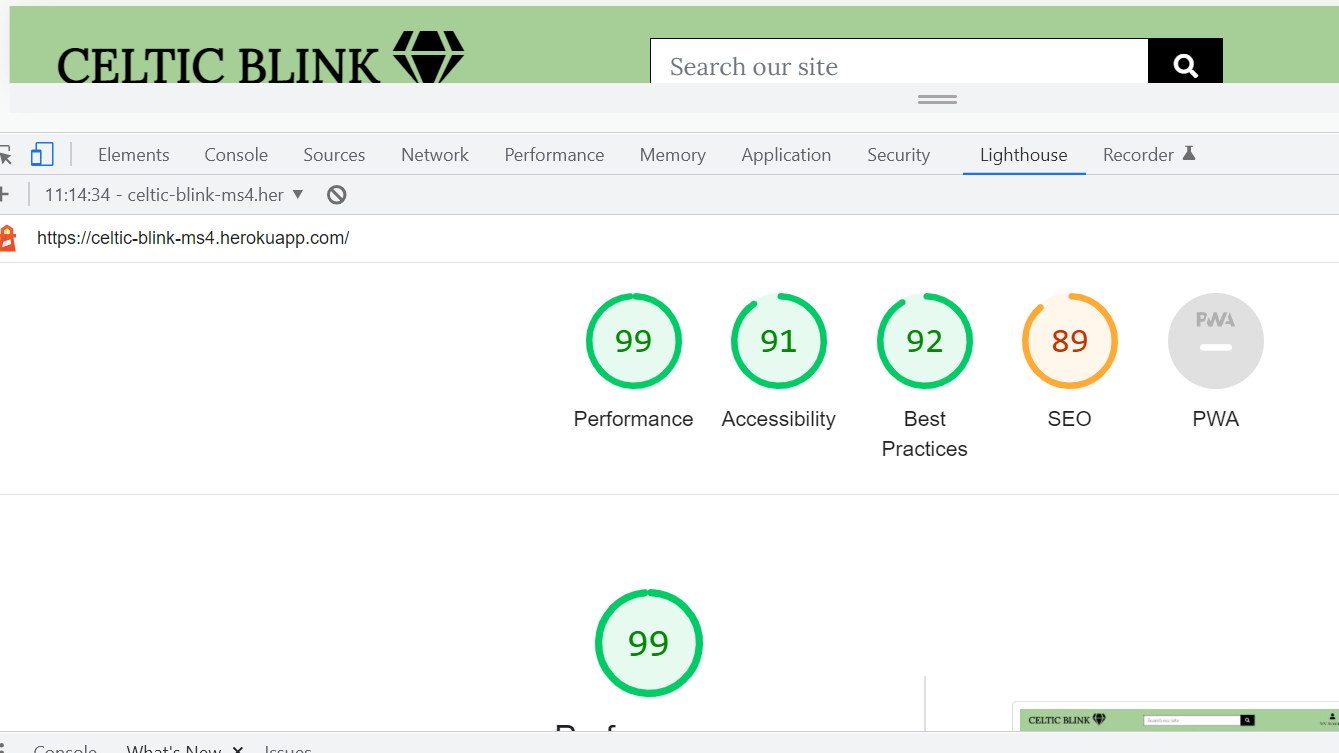 CELTIC BLINK
Search our site
Elements Console Sources Network Performance Memory Application Security Lighthouse Recorder
11:14:34 - celtic-blink-ms4.her
https://celtic-blink-ms4.herokuapp.com/
99 91 92 89 PWA
Performance Accessibility Best Practices SEO PWA
99
Performance
CELTIC BLINK Search our site
Console What's New Issues